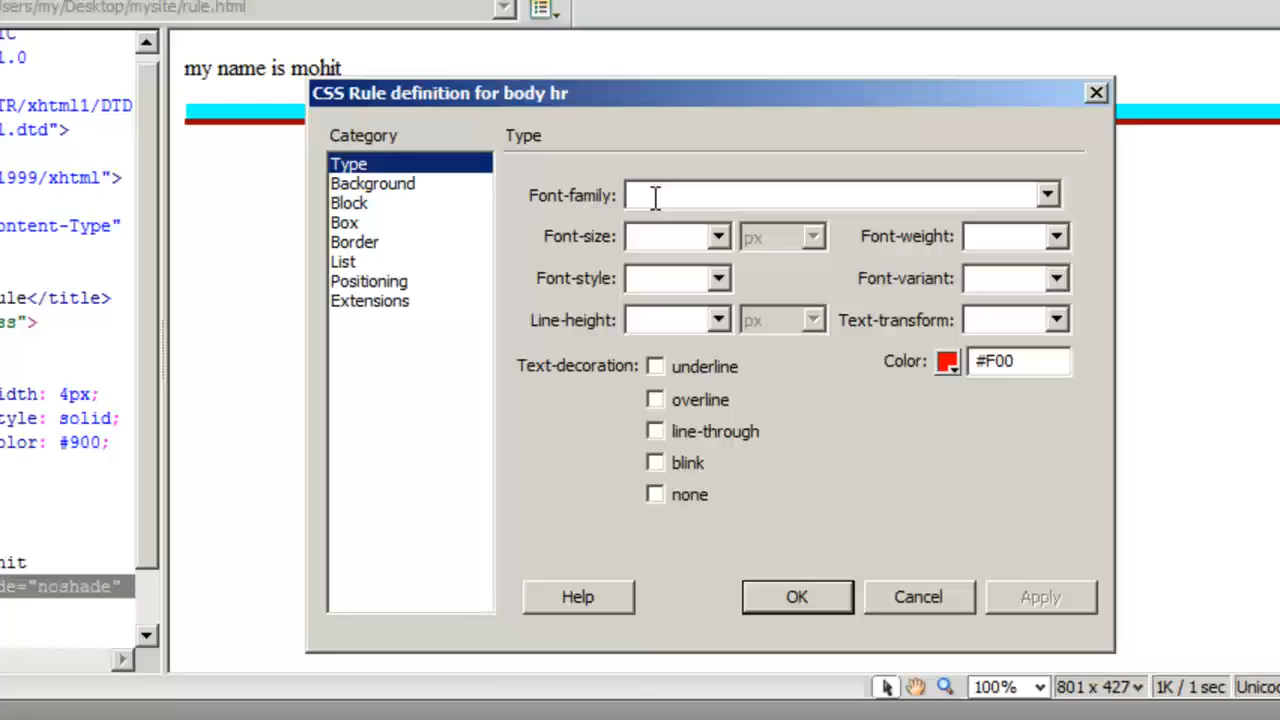 sers/my/Desktop/mysite/rule.html
1.0
TR/xhtml1/DTD
1.dtd">
1999/xhtml">
ontent-Type"
ule</title>
ss">
idth: 4px;
tyle: solid;
olor: #900;
hit
de="noshade"
my name is mohit
CSS Rule definition for body hr
Category
Type
Background
Block
Box
Border
List
Positioning
Extensions
Type
Font-family:
Font-size: px Font-weight:
Font-style: Font-variant:
Line-height: px Text-transform:
Text-decoration: underline Color: #F00
overline
line-through
blink
none
Help OK Cancel Apply
100% 801 x 427 1K / 1 sec Unico